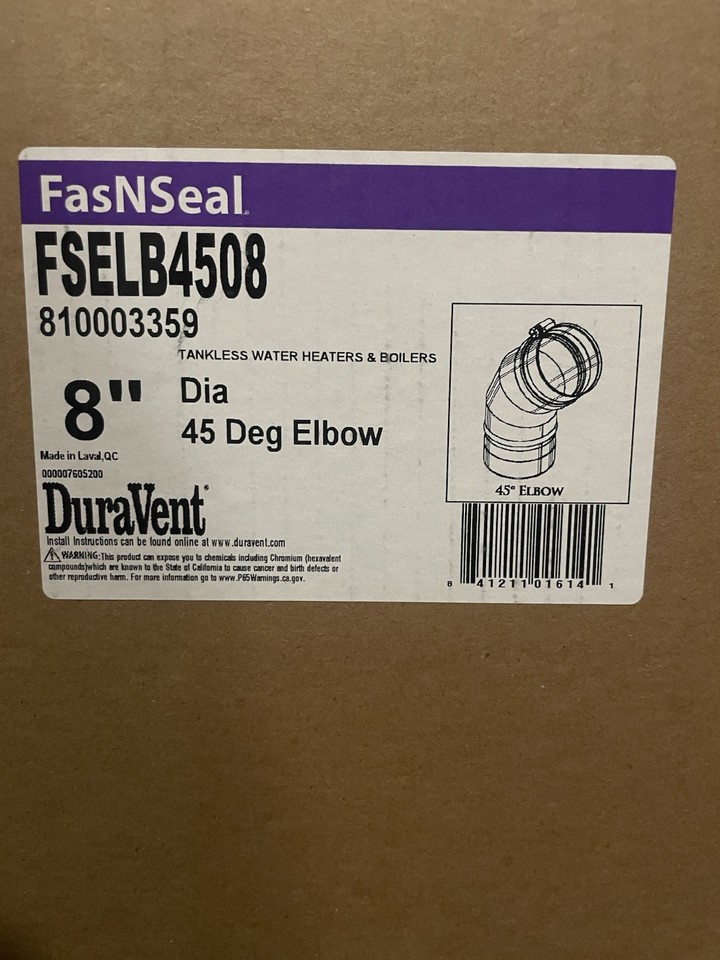 FasNSeal.
FSELB4508
810003359
TANKLESS WATER HEATERS & BOILERS
8" Dia
45 Deg Elbow
Made in Laval,QC
000007605200
DuraVent®
Install Instructions can be found online at www.duravent.com
WARNING: This product can expose you to chemicals including Chromium (hexavalent
compounds)which are known to the State of California to cause cancer and birth defects or
other reproductive harm. For more information go to www.P65Warnings.ca.gov.
45° ELBOW
8 41211 01614 1